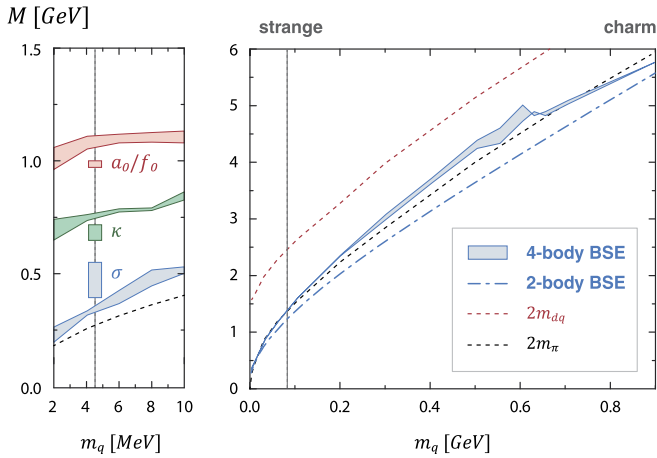 M [GeV]
strange
charm
1.5
1.0
0.5
0.0
a₀/f₀
κ
σ
2
4
6
8
10
m_q [MeV]
6
5
4
3
2
1
0
4-body BSE
2-body BSE
2m_dq
2m_π
0.0
0.2
0.4
0.6
0.8
m_q [GeV]